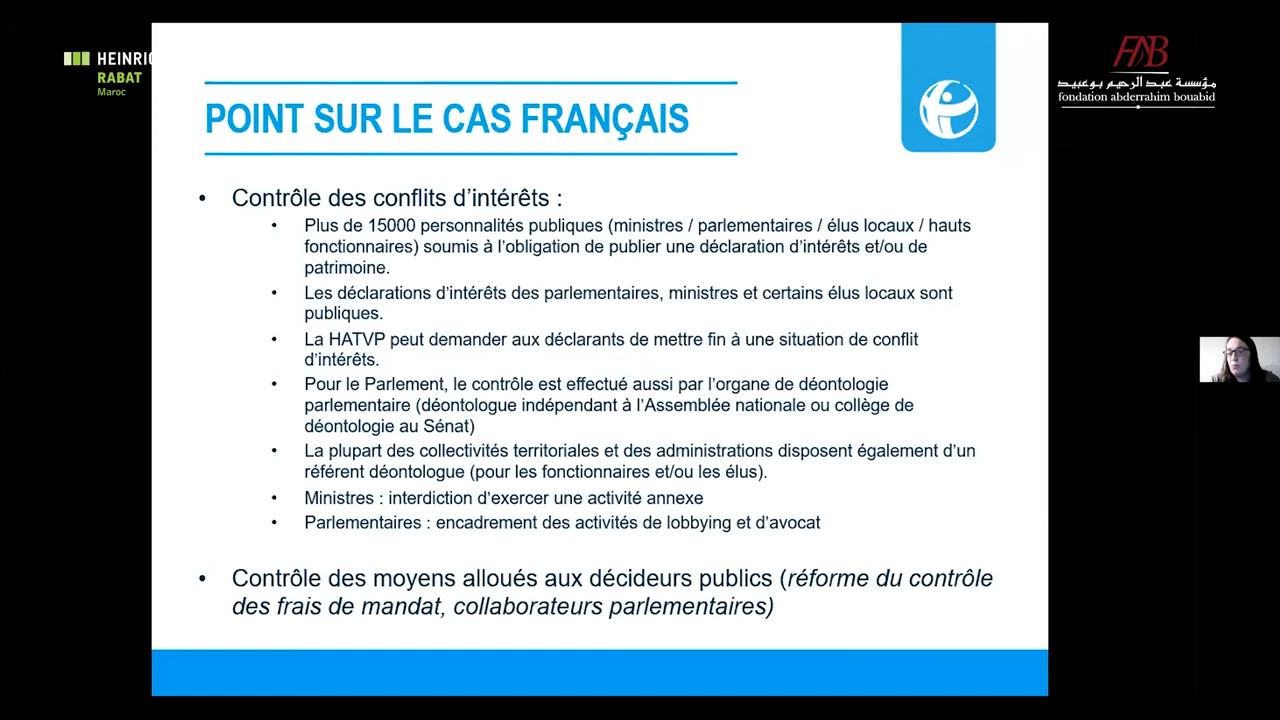 HEINRIC
RABAT
Maroc
FAB
مؤسسة عبد الرحيم بوعبيد
fondation abderrahim bouabid
POINT SUR LE CAS FRANÇAIS
• Contrôle des conflits d’intérêts :
• Plus de 15000 personnalités publiques (ministres / parlementaires / élus locaux / hauts
fonctionnaires) soumis à l’obligation de publier une déclaration d’intérêts et/ou de
patrimoine.
• Les déclarations d’intérêts des parlementaires, ministres et certains élus locaux sont
publiques.
• La HATVP peut demander aux déclarants de mettre fin à une situation de conflit
d’intérêts.
• Pour le Parlement, le contrôle est effectué aussi par l’organe de déontologie
parlementaire (déontologue indépendant à l’Assemblée nationale ou collège de
déontologie au Sénat)
• La plupart des collectivités territoriales et des administrations disposent également d’un
référent déontologue (pour les fonctionnaires et/ou les élus).
• Ministres : interdiction d’exercer une activité annexe
• Parlementaires : encadrement des activités de lobbying et d’avocat
• Contrôle des moyens alloués aux décideurs publics (réforme du contrôle
des frais de mandat, collaborateurs parlementaires)